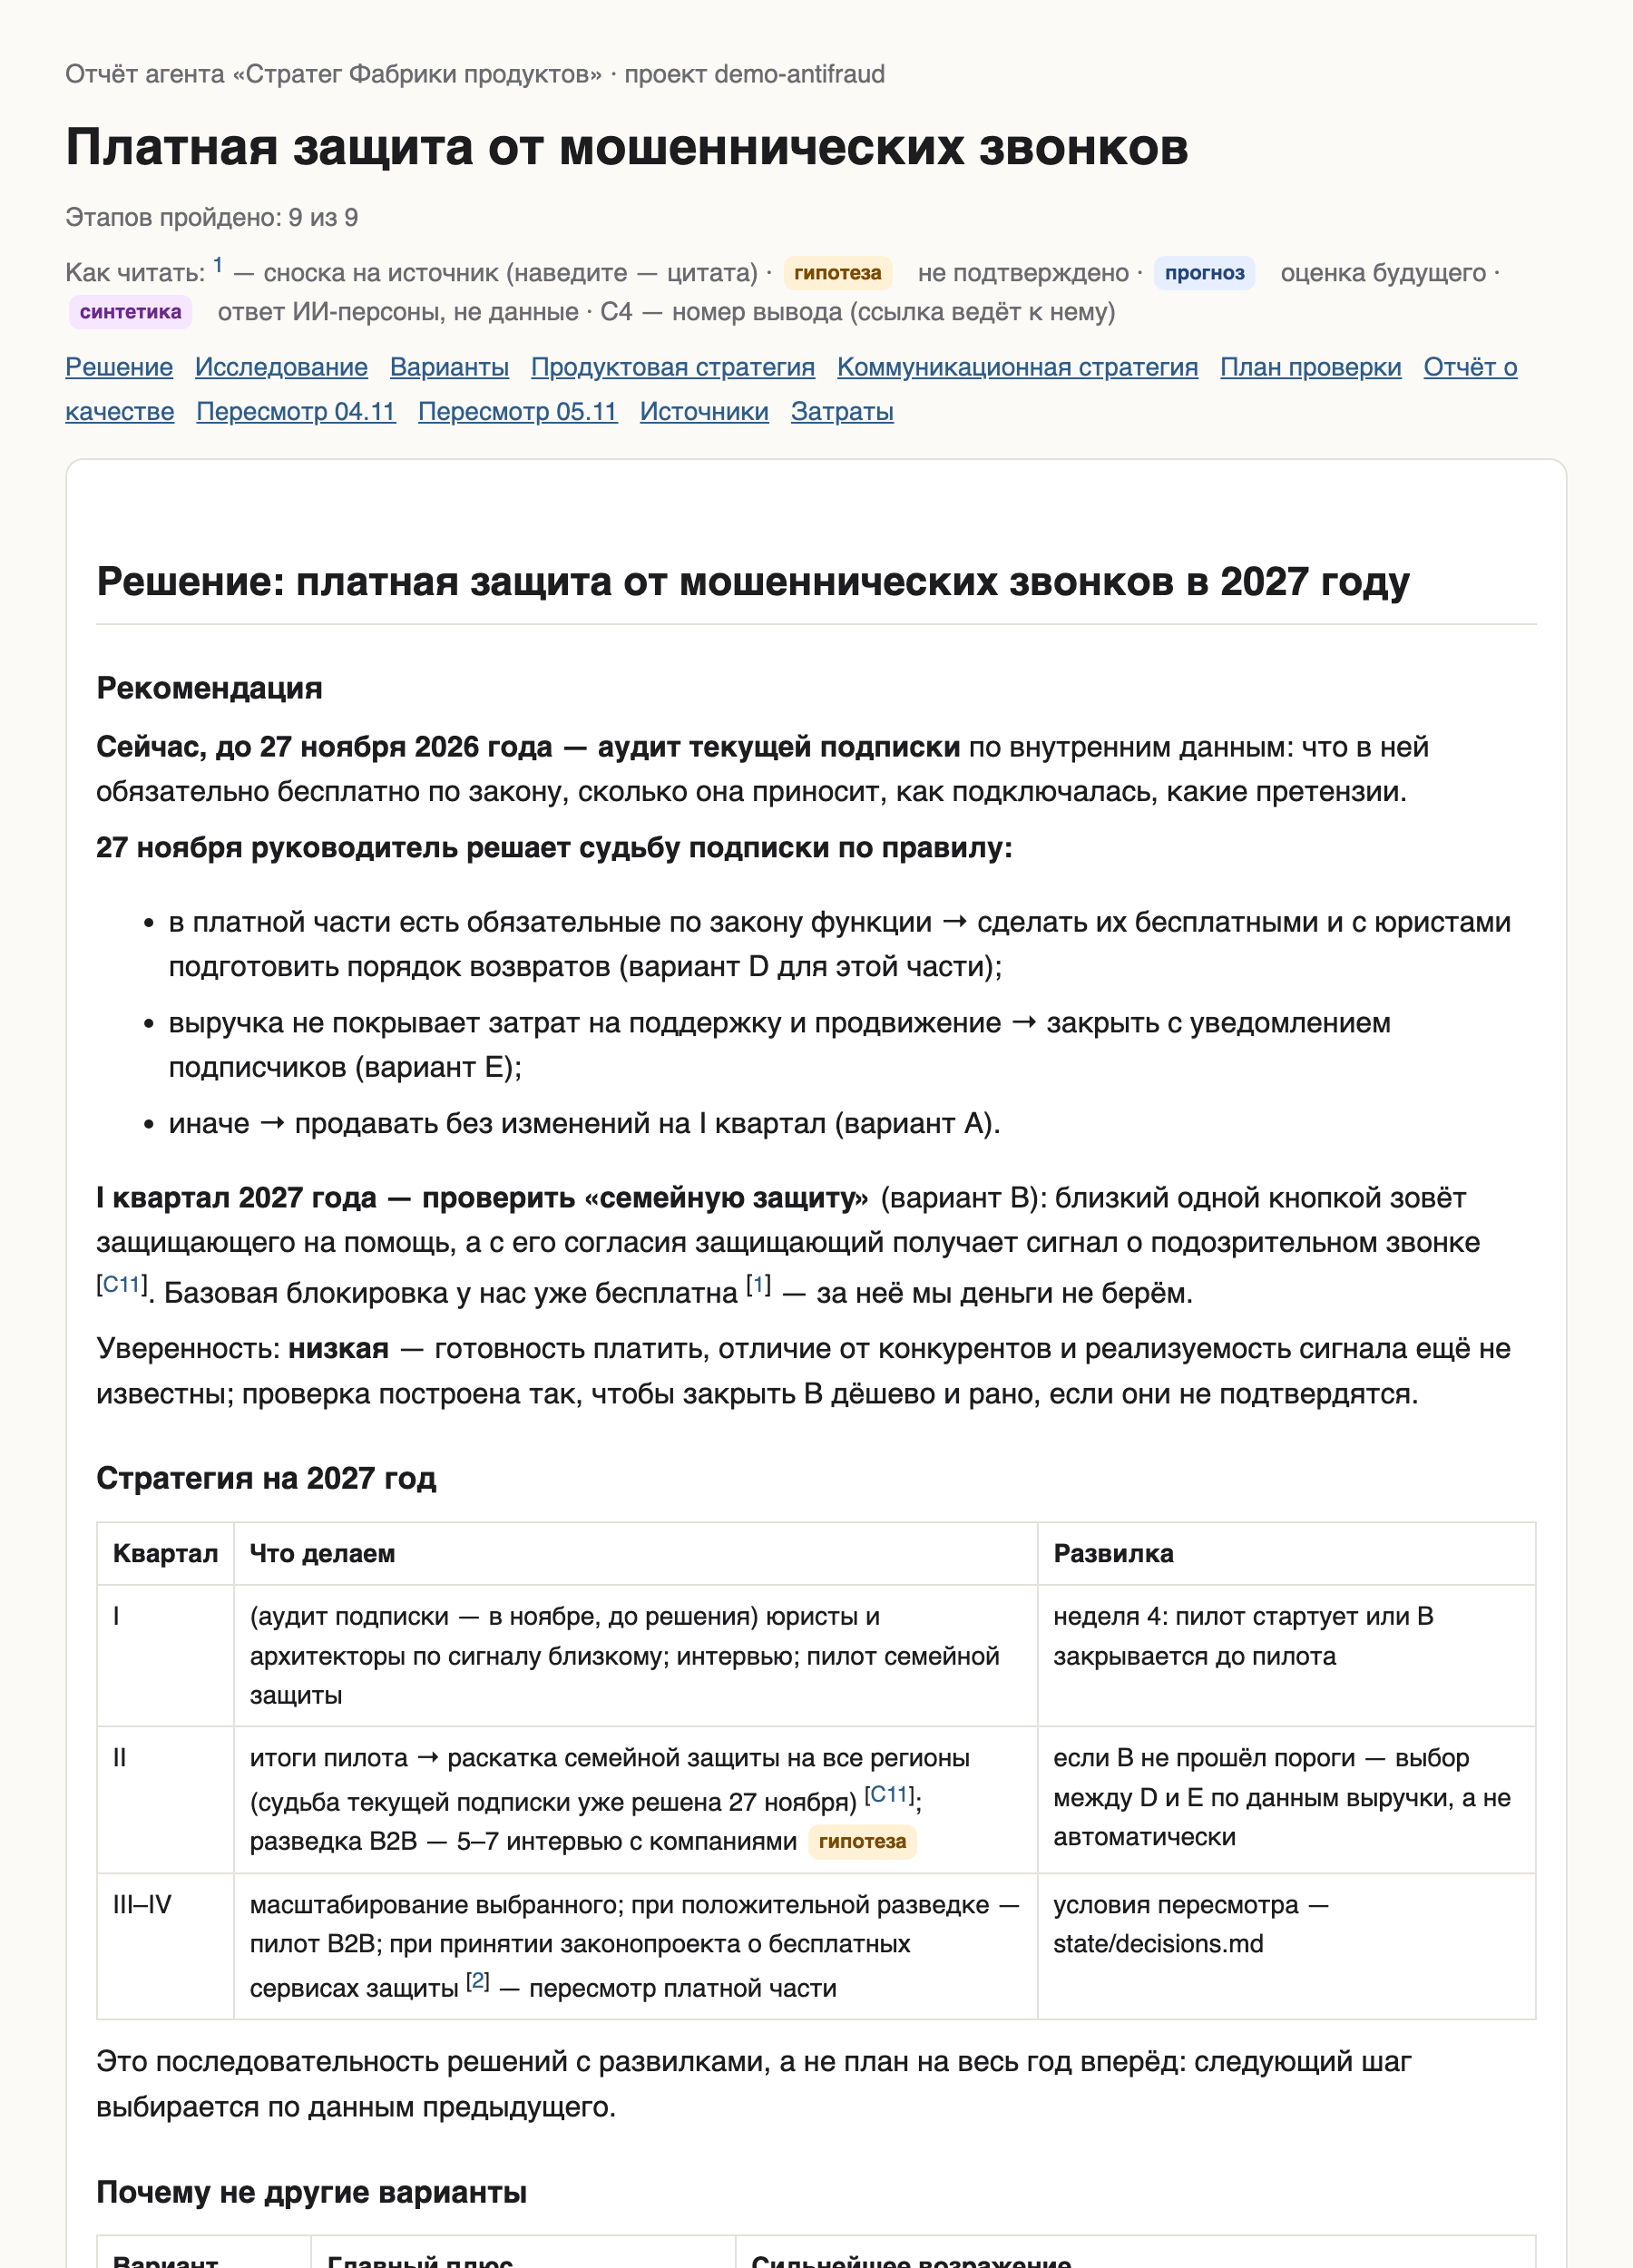 Отчёт агента «Стратег Фабрики продуктов» · проект demo-antifraud
Платная защита от мошеннических звонков
Этапов пройдено: 9 из 9
Как читать: 1 — сноска на источник (наведите — цитата) · гипотеза не подтверждено · прогноз оценка будущего ·
синтетика ответ ИИ-персоны, не данные · С4 — номер вывода (ссылка ведёт к нему)
Решение Исследование Варианты Продуктовая стратегия Коммуникационная стратегия План проверки Отчёт о
качестве Пересмотр 04.11 Пересмотр 05.11 Источники Затраты
Решение: платная защита от мошеннических звонков в 2027 году
Рекомендация
Сейчас, до 27 ноября 2026 года — аудит текущей подписки по внутренним данным: что в ней
обязательно бесплатно по закону, сколько она приносит, как подключалась, какие претензии.
27 ноября руководитель решает судьбу подписки по правилу:
• в платной части есть обязательные по закону функции → сделать их бесплатными и с юристами
подготовить порядок возвратов (вариант D для этой части);
• выручка не покрывает затрат на поддержку и продвижение → закрыть с уведомлением
подписчиков (вариант E);
• иначе → продавать без изменений на I квартал (вариант A).
I квартал 2027 года — проверить «семейную защиту» (вариант B): близкий одной кнопкой зовёт
защищающего на помощь, а с его согласия защищающий получает сигнал о подозрительном звонке
[C11]. Базовая блокировка у нас уже бесплатна [1] — за неё мы деньги не берём.
Уверенность: низкая — готовность платить, отличие от конкурентов и реализуемость сигнала ещё не
известны; проверка построена так, чтобы закрыть B дёшево и рано, если они не подтвердятся.
Стратегия на 2027 год
Квартал Что делаем Развилка
I
(аудит подписки — в ноябре, до решения) юристы и
архитекторы по сигналу близкому; интервью; пилот семейной
защиты
неделя 4: пилот стартует или B
закрывается до пилота
II
итоги пилота → раскатка семейной защиты на все регионы
(судьба текущей подписки уже решена 27 ноября) [C11];
разведка B2B — 5–7 интервью с компаниями гипотеза
если B не прошёл пороги — выбор
между D и E по данным выручки, а не
автоматически
III–IV
масштабирование выбранного; при положительной разведке —
пилот B2B; при принятии законопроекта о бесплатных
сервисах защиты [2] — пересмотр платной части
условия пересмотра —
state/decisions.md
Это последовательность решений с развилками, а не план на весь год вперёд: следующий шаг
выбирается по данным предыдущего.
Почему не другие варианты
Вариант Главный плюс Сильнейшее возражение